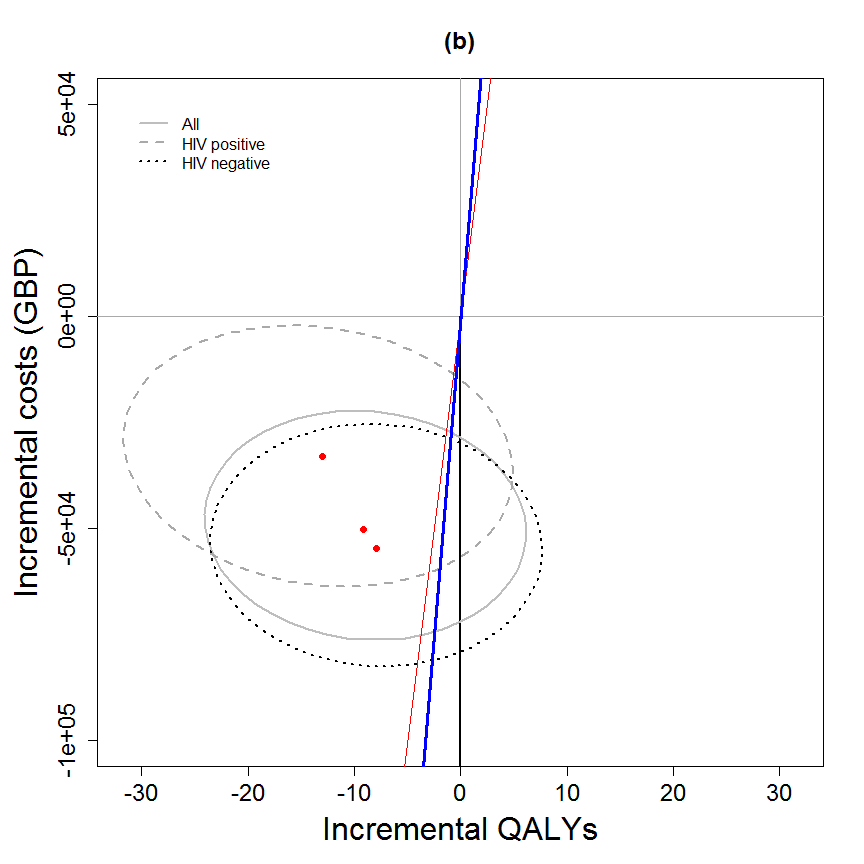 (b)
All
HIV positive
HIV negative
Incremental costs (GBP)
5e+04
0e+00
-5e+04
-1e+05
-30 -20 -10 0 10 20 30
Incremental QALYs